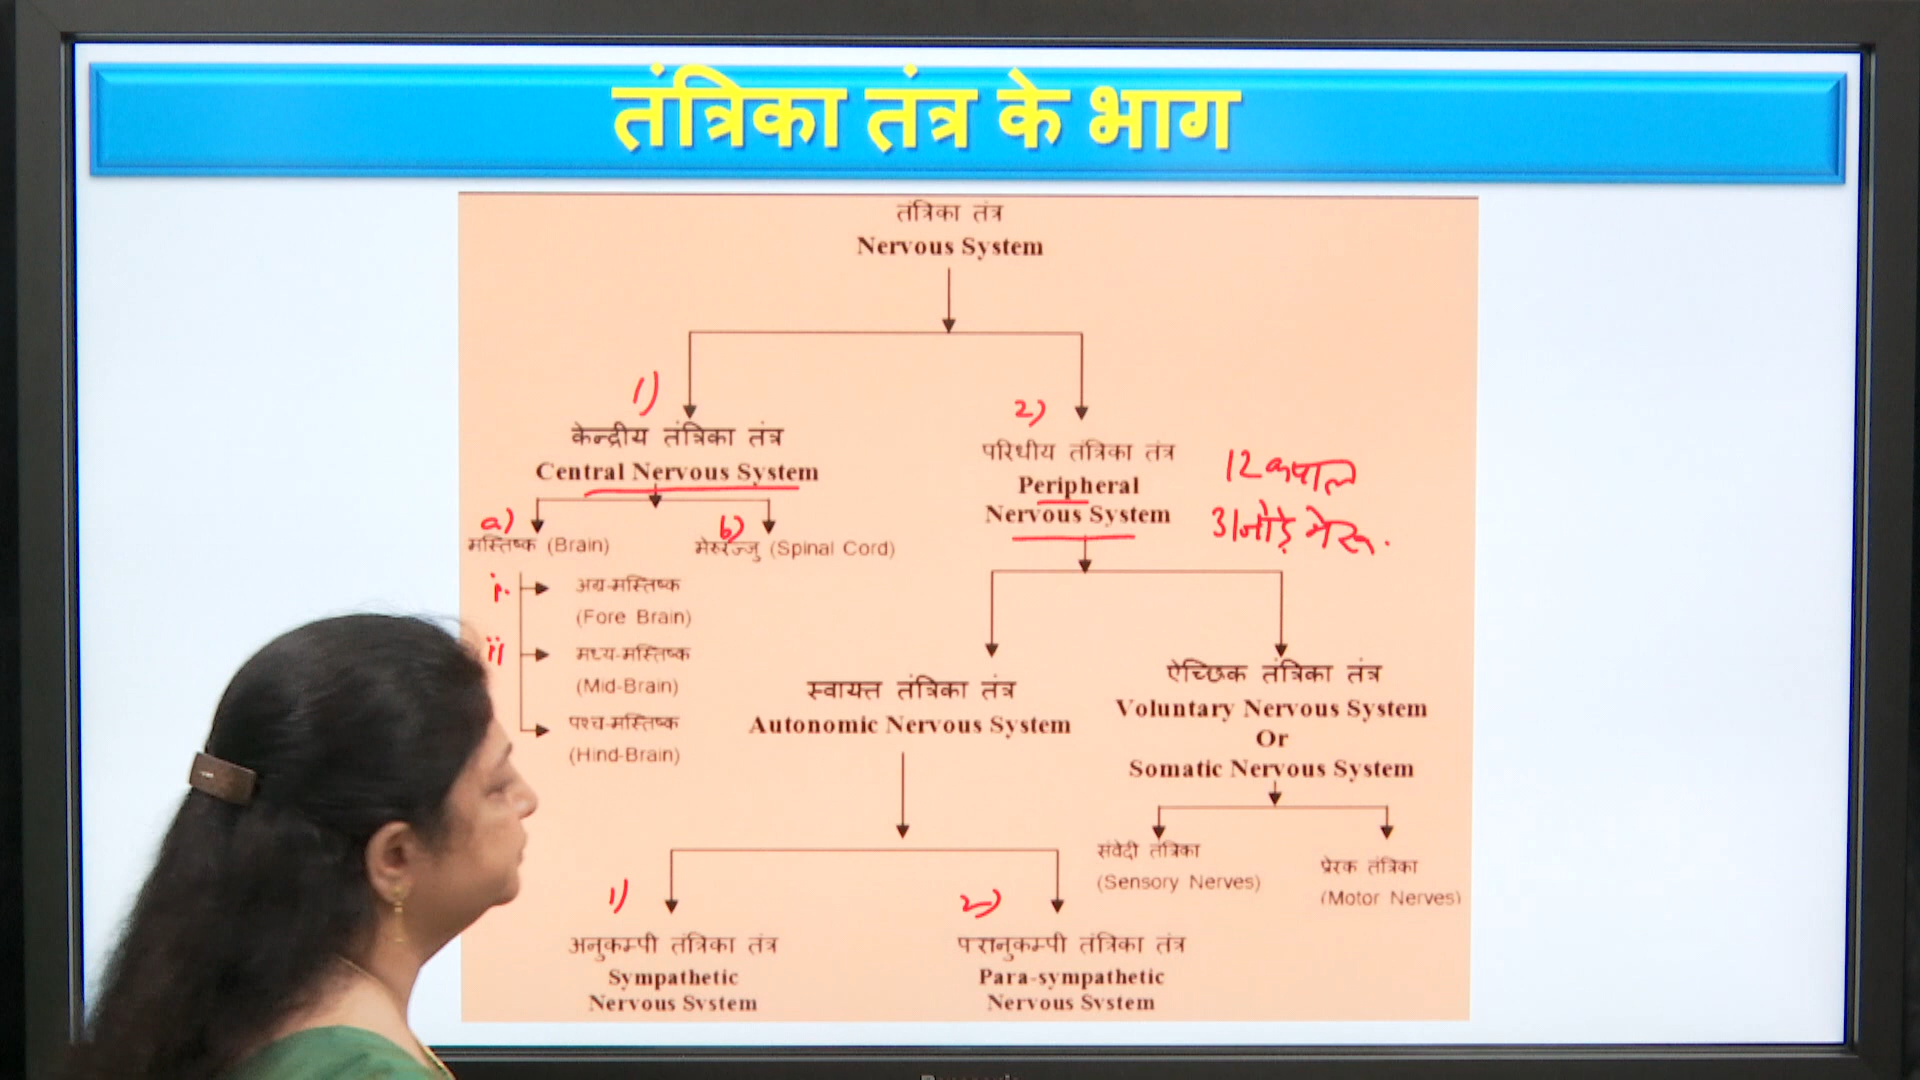 तंत्रिका तंत्र के भाग
तंत्रिका तंत्र
Nervous System
1)
केन्द्रीय तंत्रिका तंत्र
Central Nervous System
2)
परिधीय तंत्रिका तंत्र
Peripheral
Nervous System
12 कपाल
31 जोड़े मेरू.
a)
मस्तिष्क (Brain)
b)
मेरुरज्जु (Spinal Cord)
i.
अग्र-मस्तिष्क
(Fore Brain)
ii
मध्य-मस्तिष्क
(Mid-Brain)
पश्च-मस्तिष्क
(Hind-Brain)
स्वायत्त तंत्रिका तंत्र
Autonomic Nervous System
ऐच्छिक तंत्रिका तंत्र
Voluntary Nervous System
Or
Somatic Nervous System
संवेदी तंत्रिका
(Sensory Nerves)
प्रेरक तंत्रिका
(Motor Nerves)
1)
अनुकम्पी तंत्रिका तंत्र
Sympathetic
Nervous System
2)
परानुकम्पी तंत्रिका तंत्र
Para-sympathetic
Nervous System